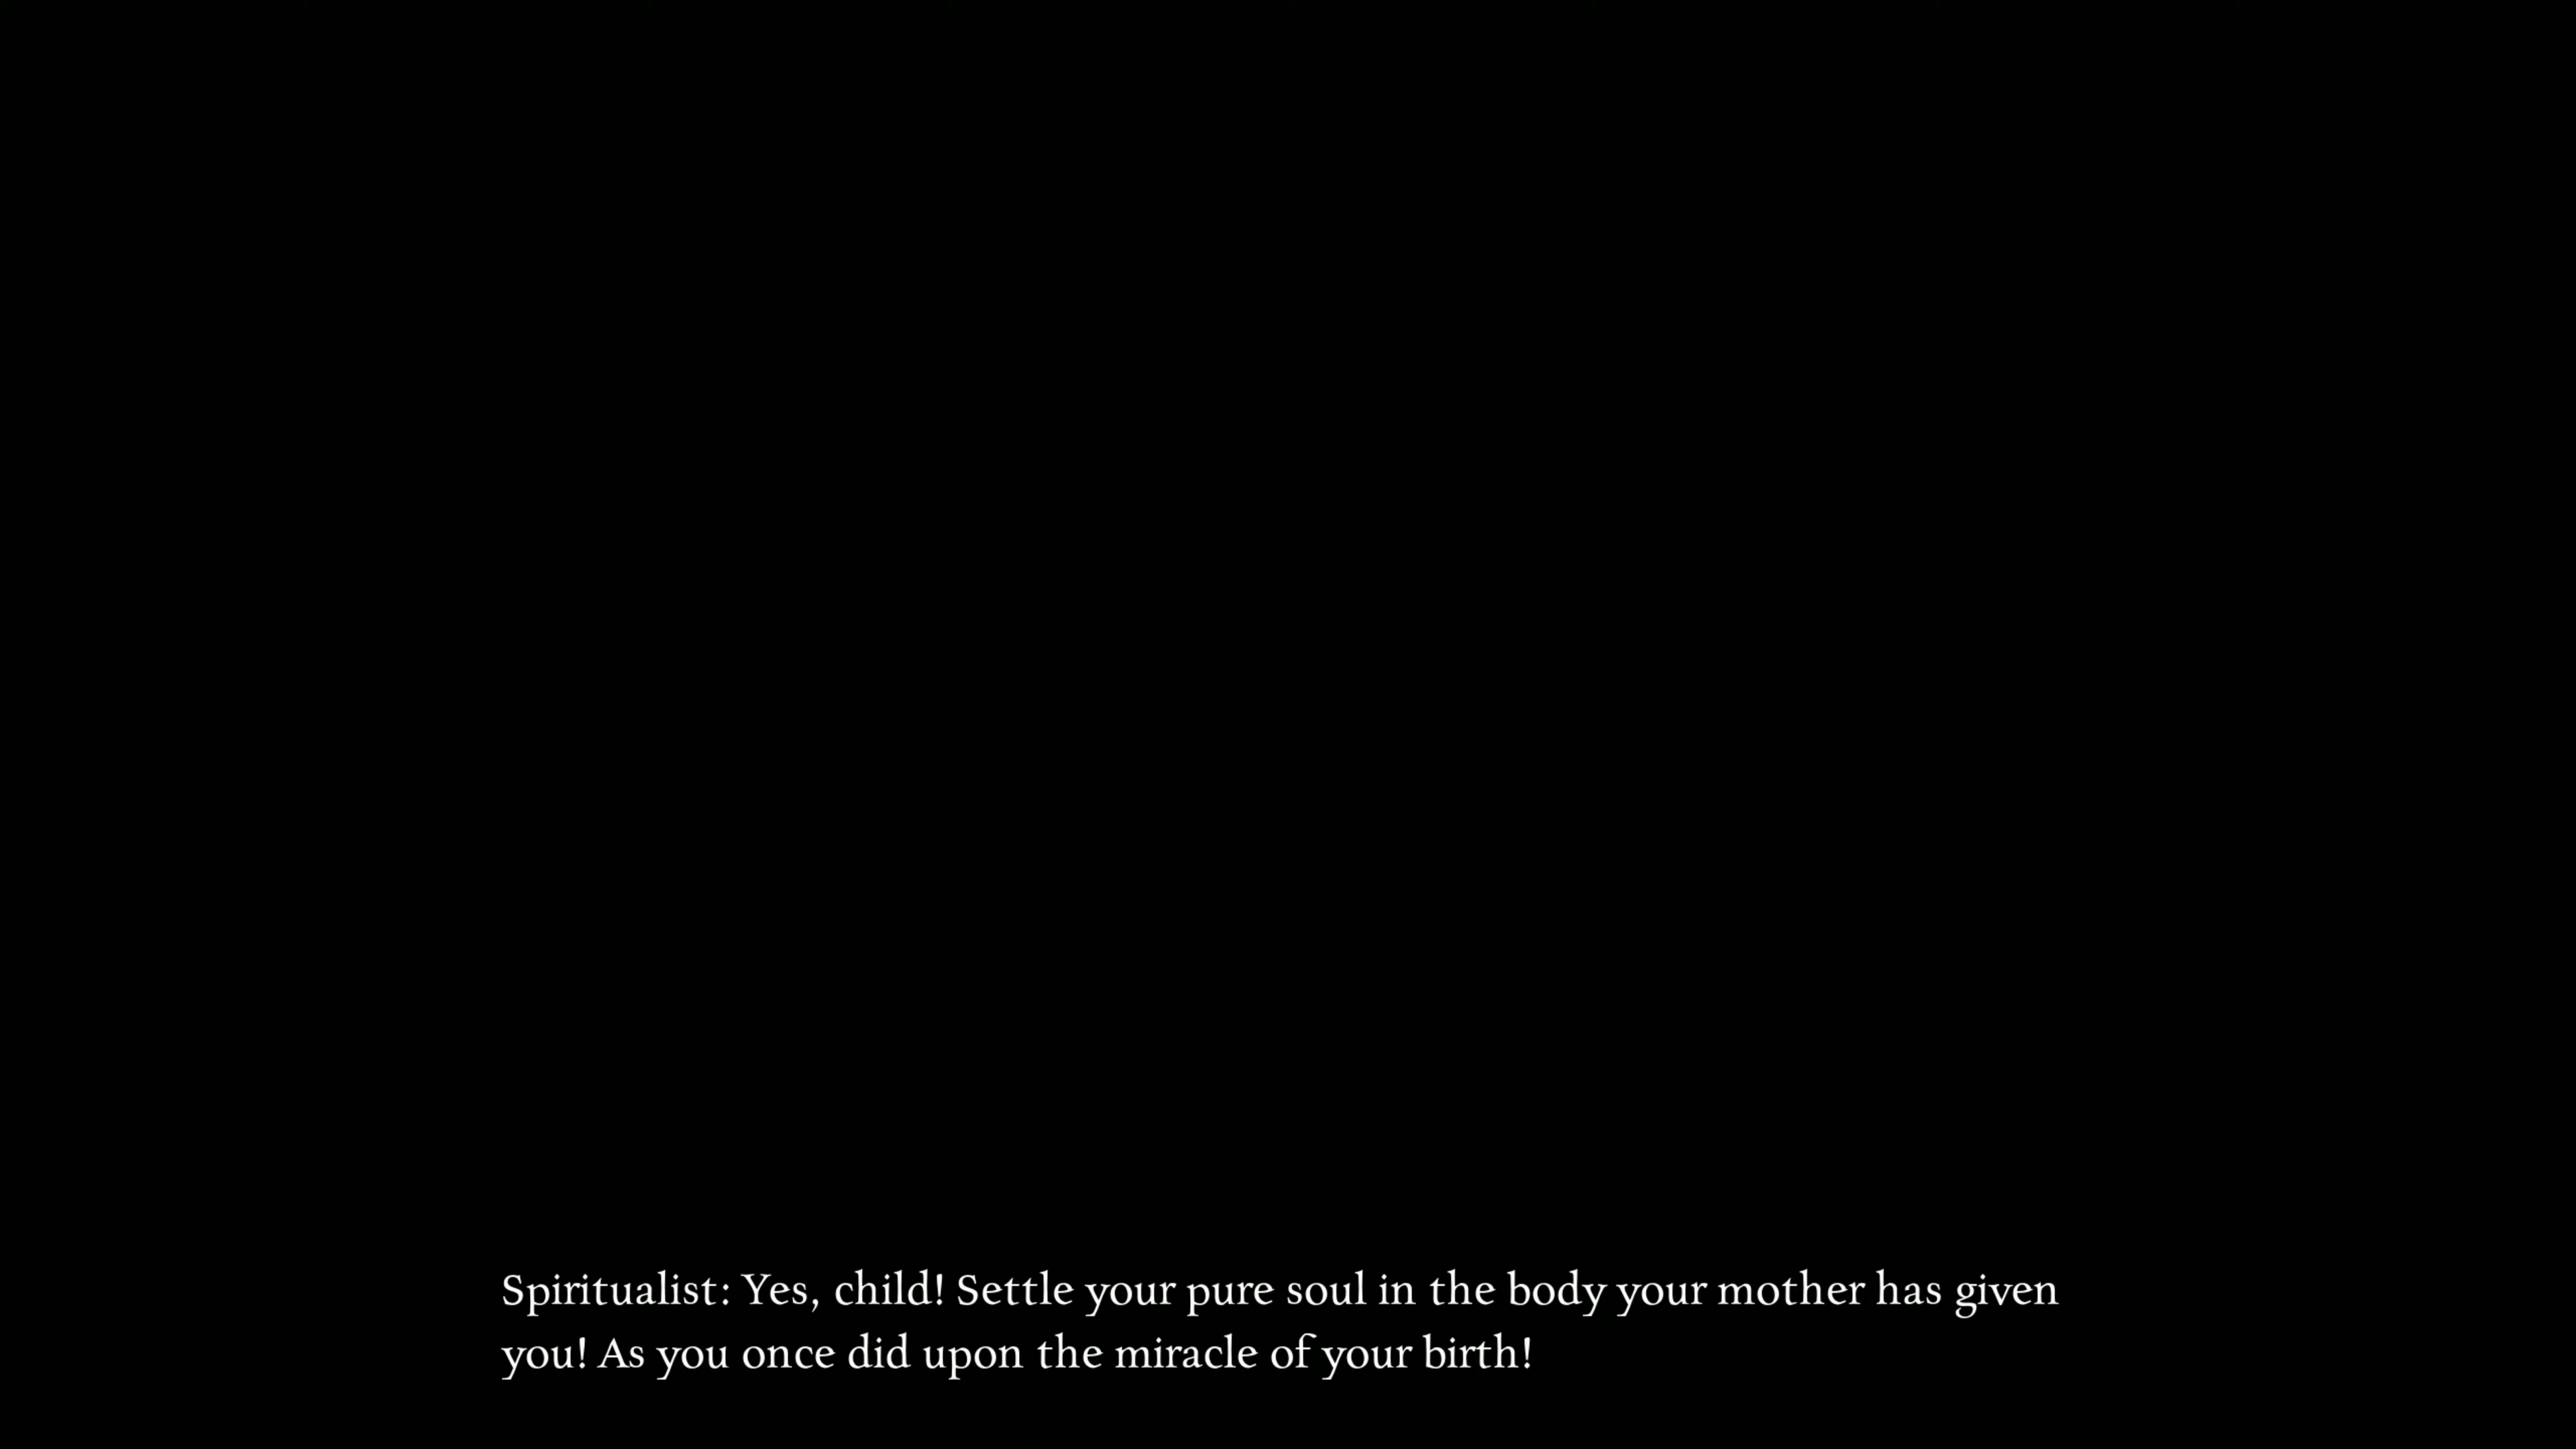 Spiritualist: Yes, child! Settle your pure soul in the body your mother has given
you! As you once did upon the miracle of your birth!